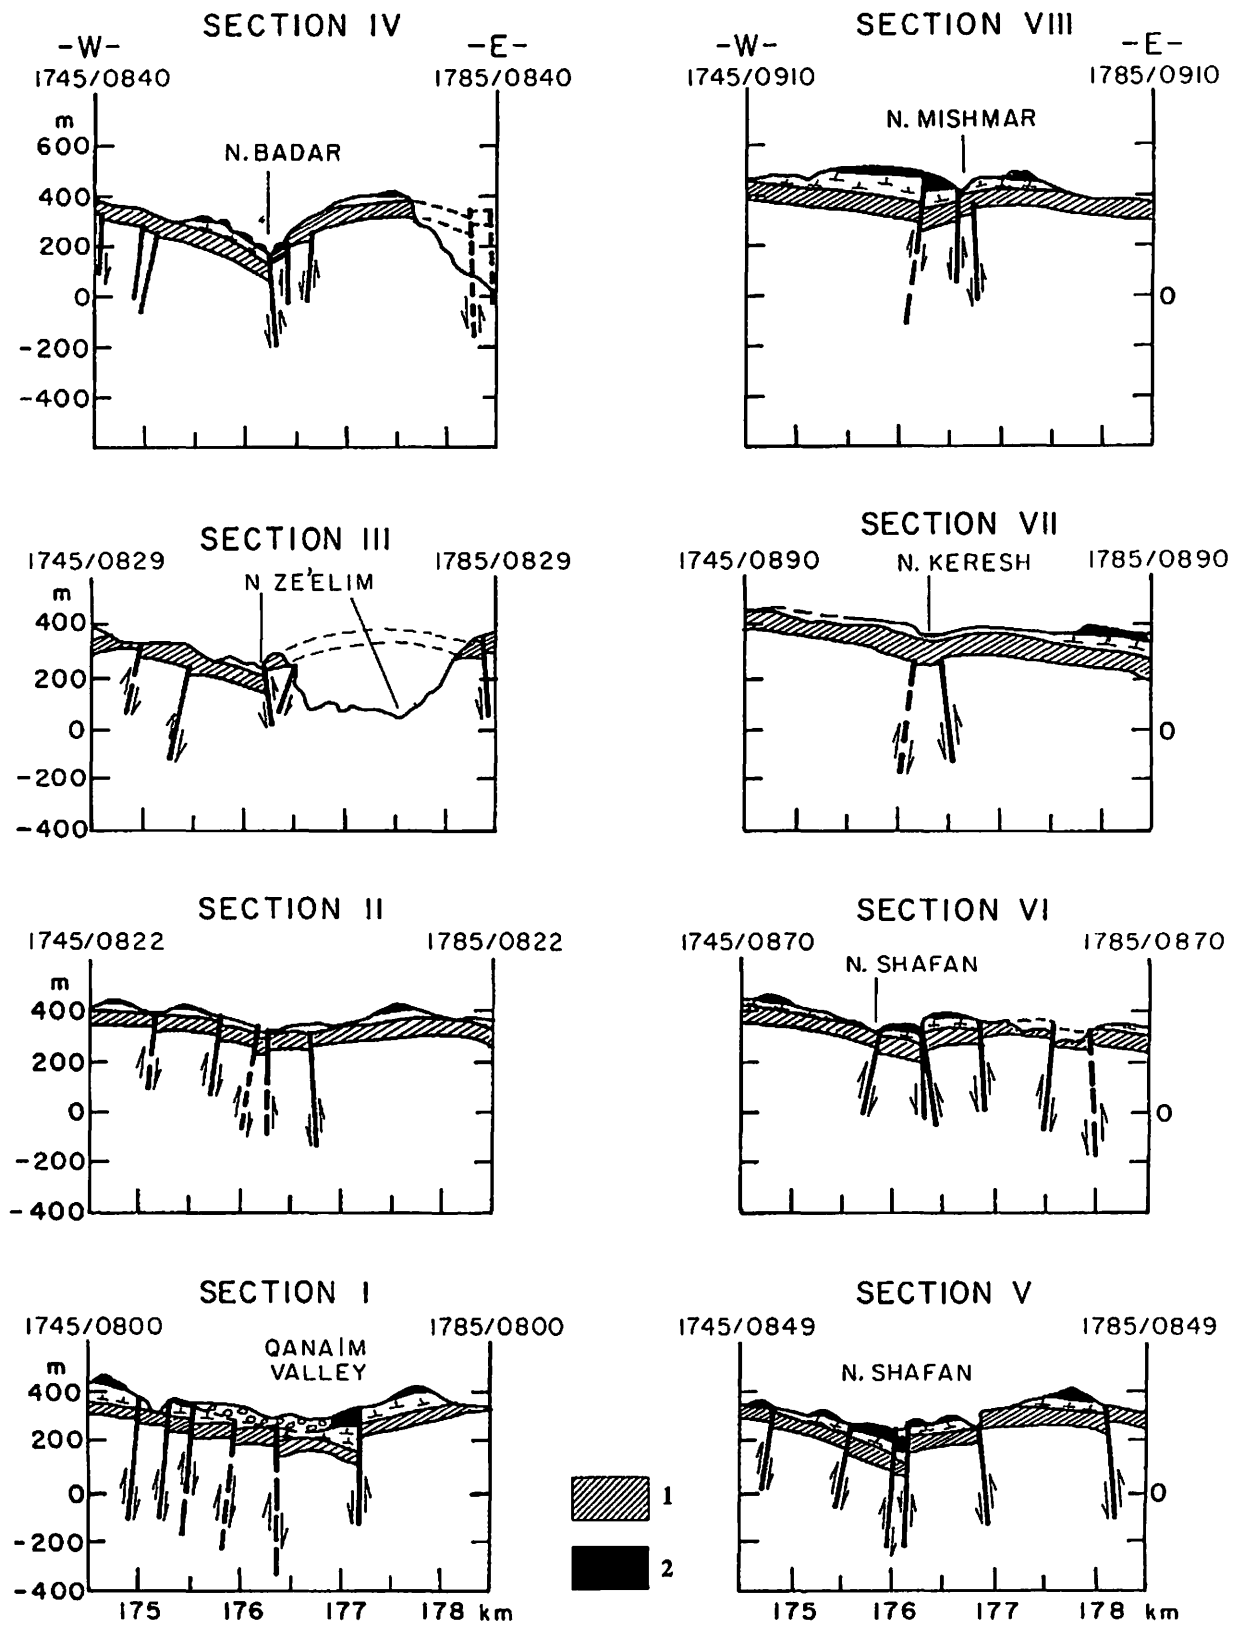 SECTION IV
-W- -E-
1745/0840 1785/0840
m
600
N. BADAR
400
200
0
-200
-400
SECTION VIII
-W- -E-
1745/0910 1785/0910
N. MISHMAR
0
SECTION III
1745/0829 1785/0829
m
N ZE'ELIM
400
200
0
-200
-400
SECTION VII
1745/0890 N. KERESH 1785/0890
0
SECTION II
1745/0822 1785/0822
m
400
200
0
-200
-400
SECTION VI
1745/0870 1785/0870
N. SHAFAN
0
SECTION I
1745/0800 1785/0800
QANAIM
VALLEY
m
400
200
0
-200
-400
175 176 177 178 km
SECTION V
1745/0849 1785/0849
N. SHAFAN
0
175 176 177 178 km
1
2